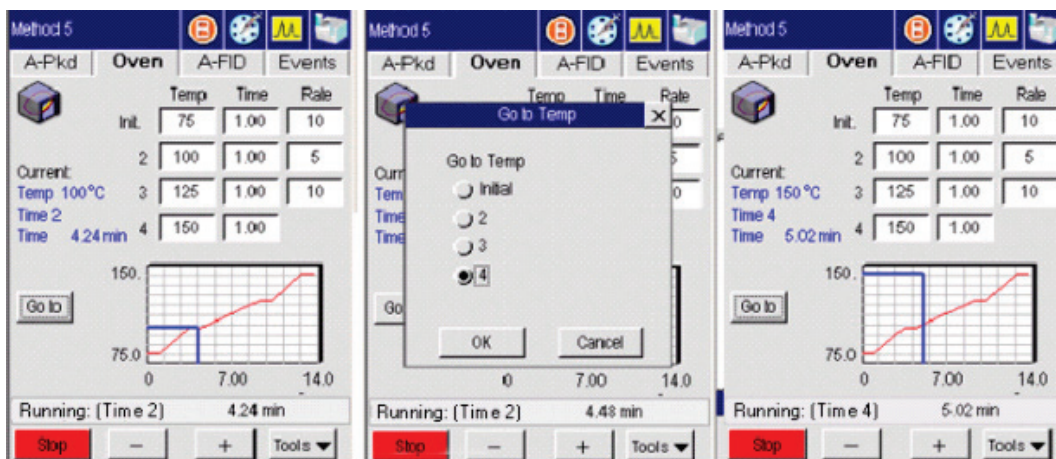 Method 5
A-Pkd Oven A-FID Events
Temp Time Rate
Init. 75 1.00 10
2 100 1.00 5
Current:
Temp 100°C 3 125 1.00 10
Time 2
Time 4.24 min 4 150 1.00
150.
Go to
75.0
0 7.00 14.0
Running: (Time 2) 4.24 min
Stop - + Tools
Method 5
A-Pkd Oven A-FID Events
Temp Time Rate
Go to Temp
Go to Temp
Initial
2
3
4
OK Cancel
0 7.00 14.0
Running: (Time 2) 4.48 min
Stop - + Tools
Method 5
A-Pkd Oven A-FID Events
Temp Time Rate
Init. 75 1.00 10
2 100 1.00 5
Current:
Temp 150 °C 3 125 1.00 10
Time 4
Time 5.02 min 4 150 1.00
150.
Go to
75.0
0 7.00 14.0
Running: (Time 4) 5.02 min
Stop - + Tools